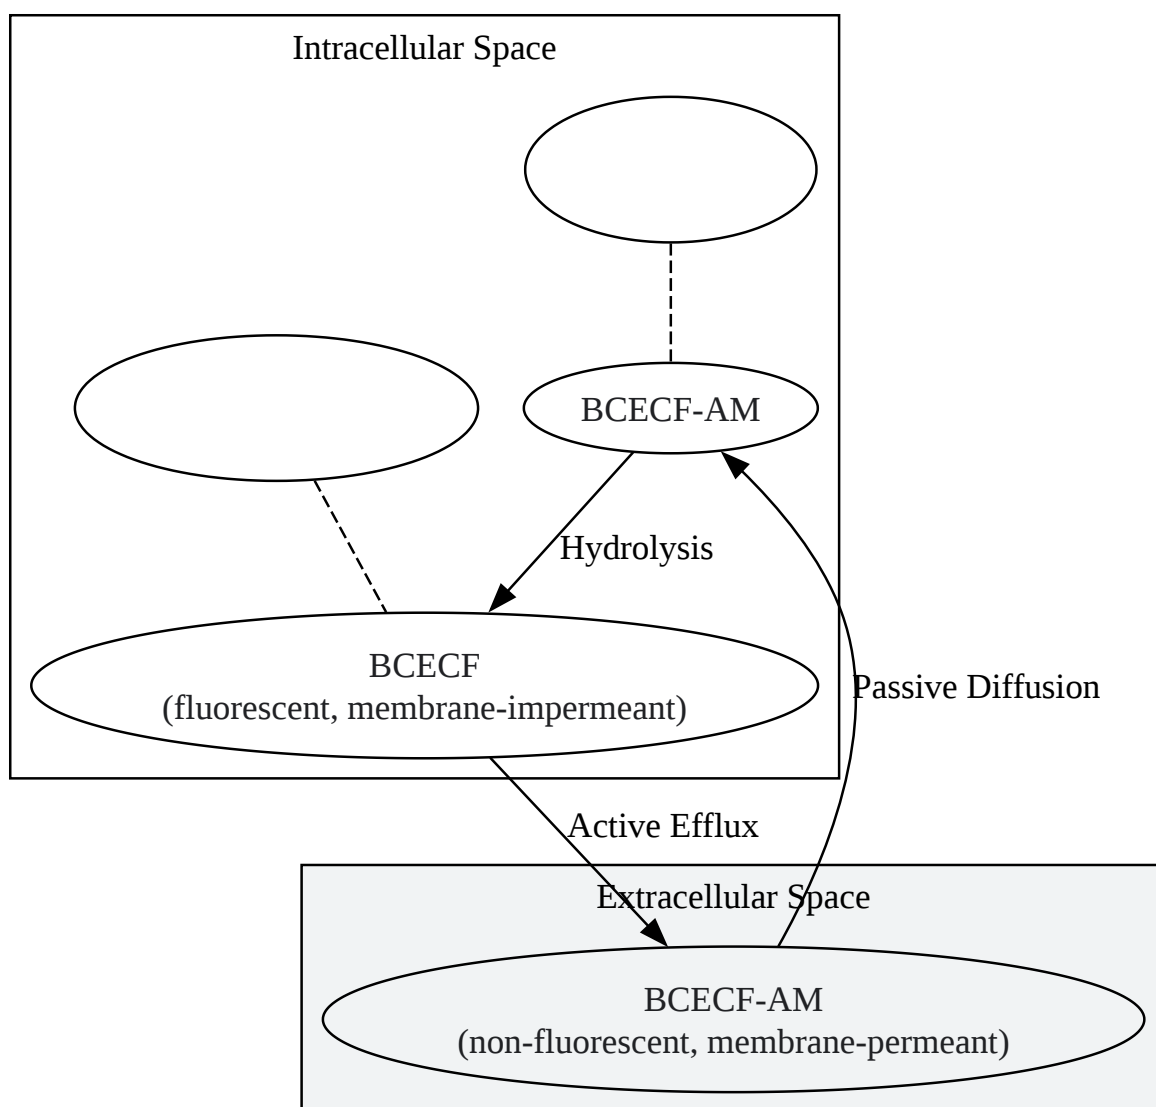 Intracellular Space
BCECF-AM
Hydrolysis
BCECF
(fluorescent, membrane-impermeant)
Passive Diffusion
Active Efflux
Extracellular Space
BCECF-AM
(non-fluorescent, membrane-permeant)